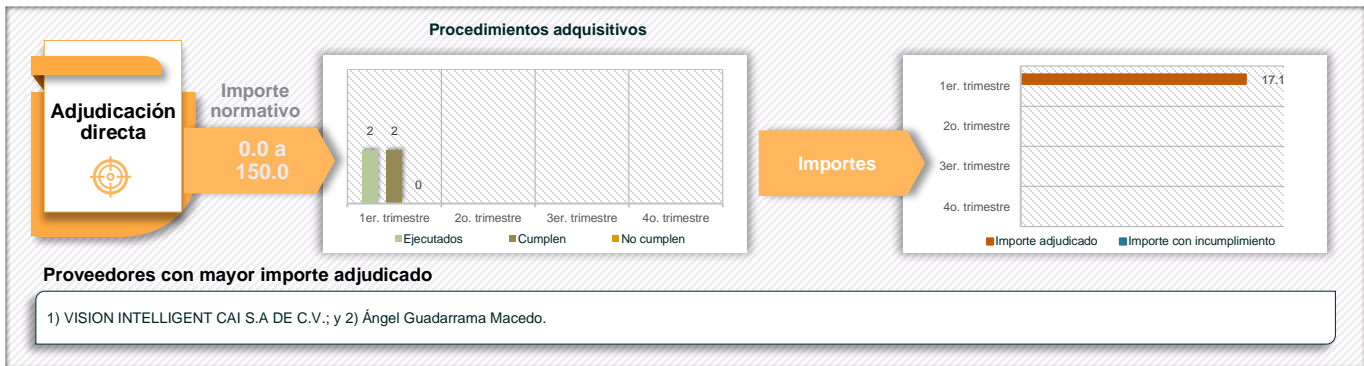 Procedimientos adquisitivos
Adjudicación
directa
Importe
normativo
0.0 a
150.0
2 2
0
1er. trimestre 2o. trimestre 3er. trimestre 4o. trimestre
Ejecutados Cumplen No cumplen
Importes
1er. trimestre 17.1
2o. trimestre
3er. trimestre
4o. trimestre
Importe adjudicado Importe con incumplimiento
Proveedores con mayor importe adjudicado
1) VISION INTELLIGENT CAI S.A DE C.V.; y 2) Ángel Guadarrama Macedo.